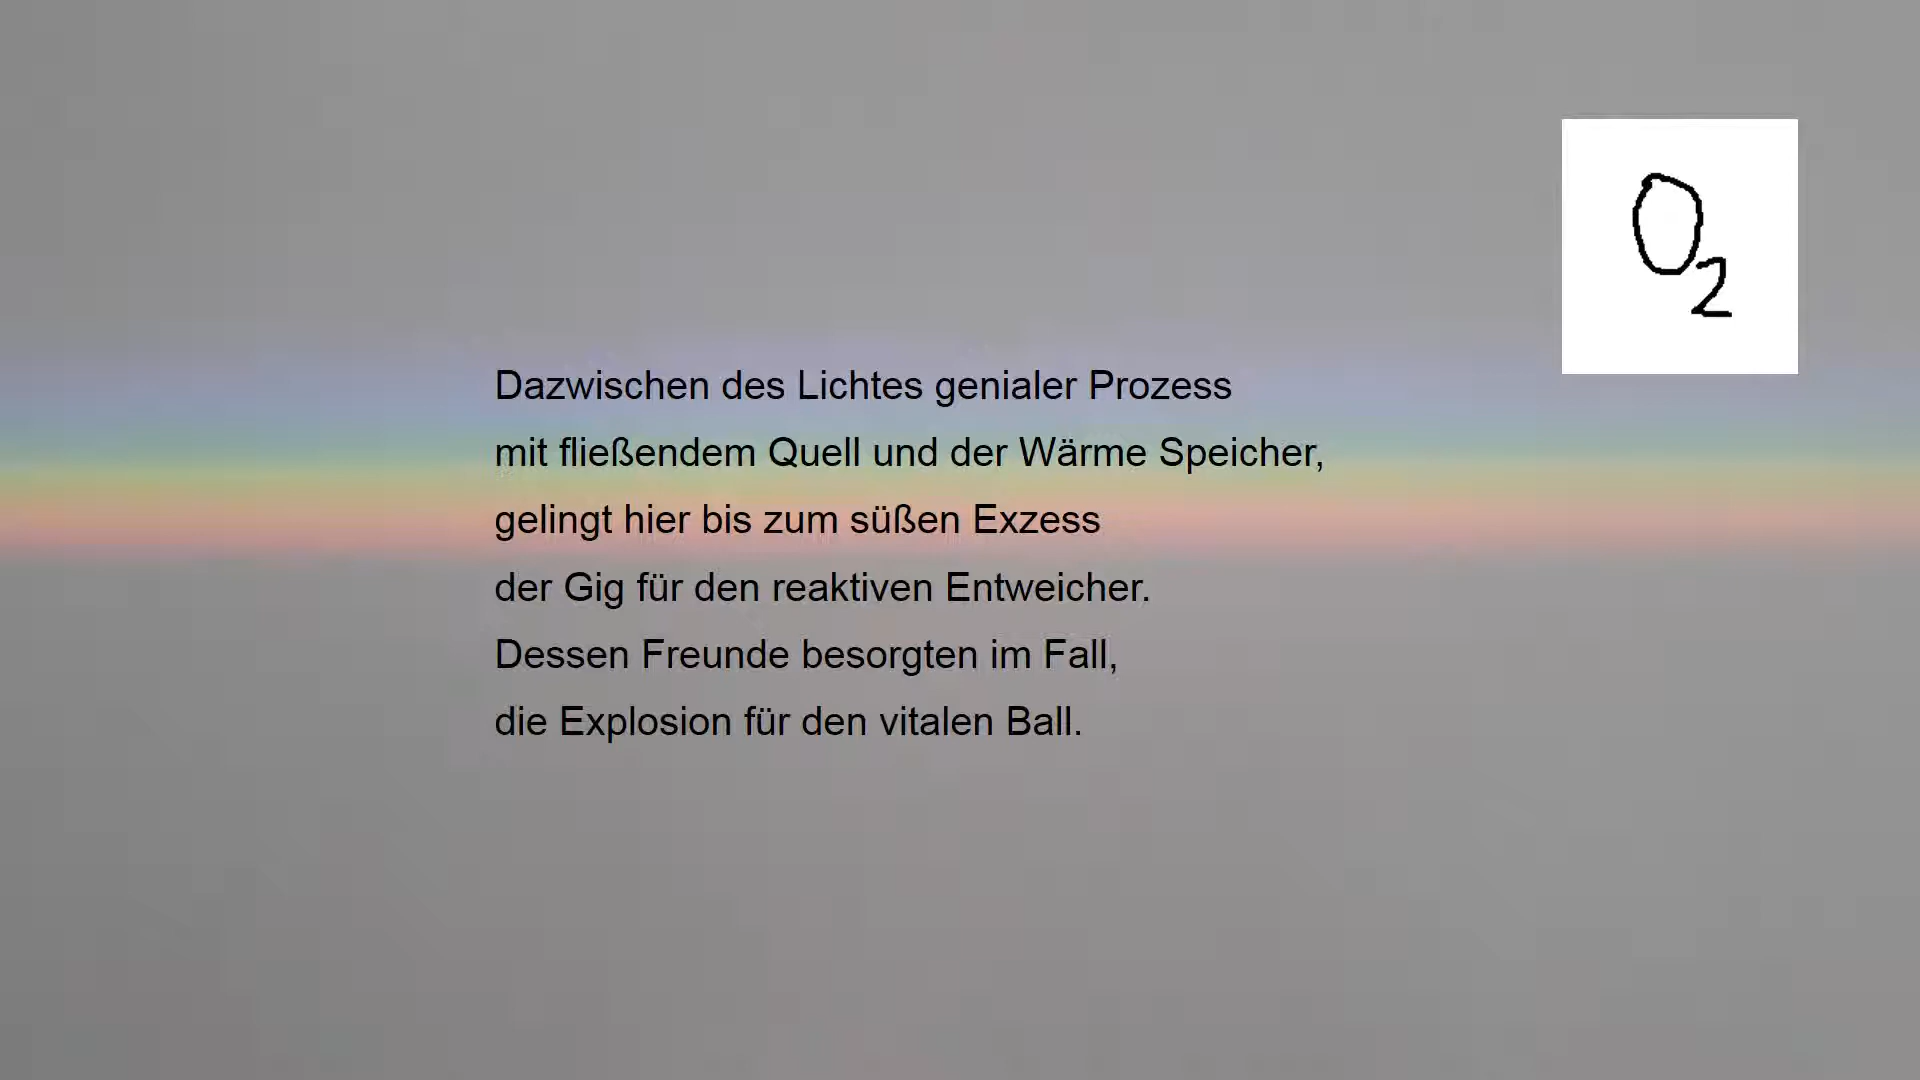 O2
Dazwischen des Lichtes genialer Prozess
mit fließendem Quell und der Wärme Speicher,
gelingt hier bis zum süßen Exzess
der Gig für den reaktiven Entweicher.
Dessen Freunde besorgten im Fall,
die Explosion für den vitalen Ball.